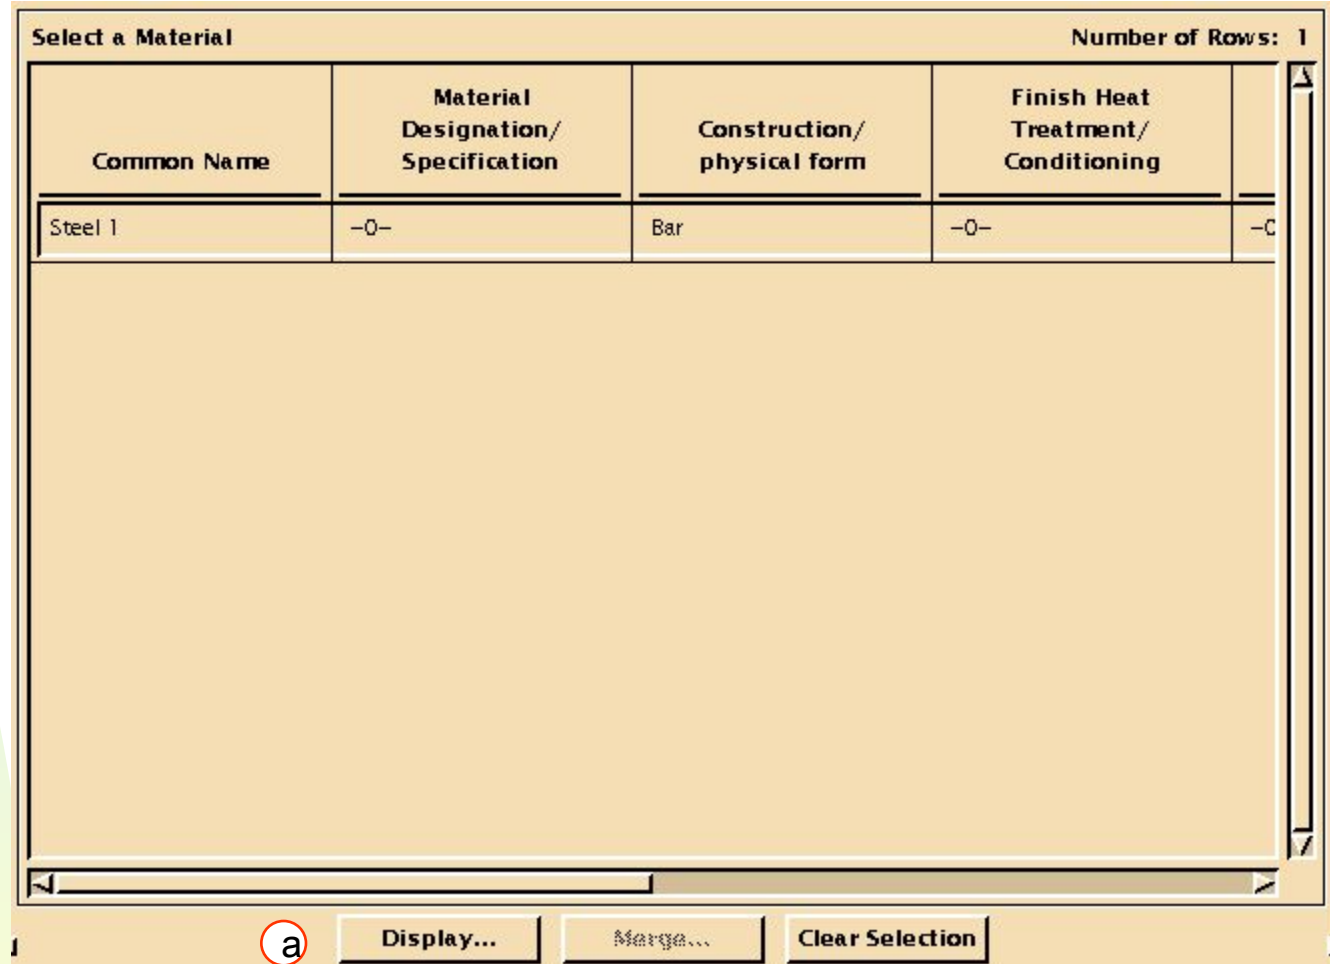 Select a Material Number of Rows: 1
Common Name
Material
Designation/
Specification
Construction/
physical form
Finish Heat
Treatment/
Conditioning
Steel 1 –0– Bar –0–
a Display... Merge... Clear Selection